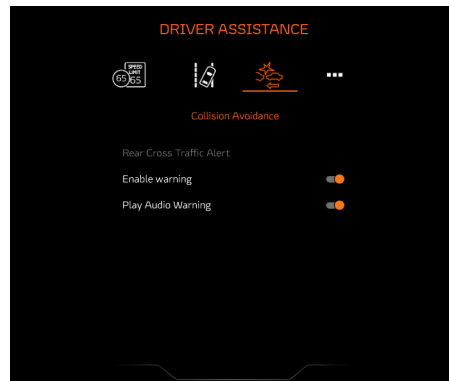 DRIVER ASSISTANCE
SPEED
LIMIT
65 65
Collision Avoidance
Rear Cross Traffic Alert
Enable warning
Play Audio Warning